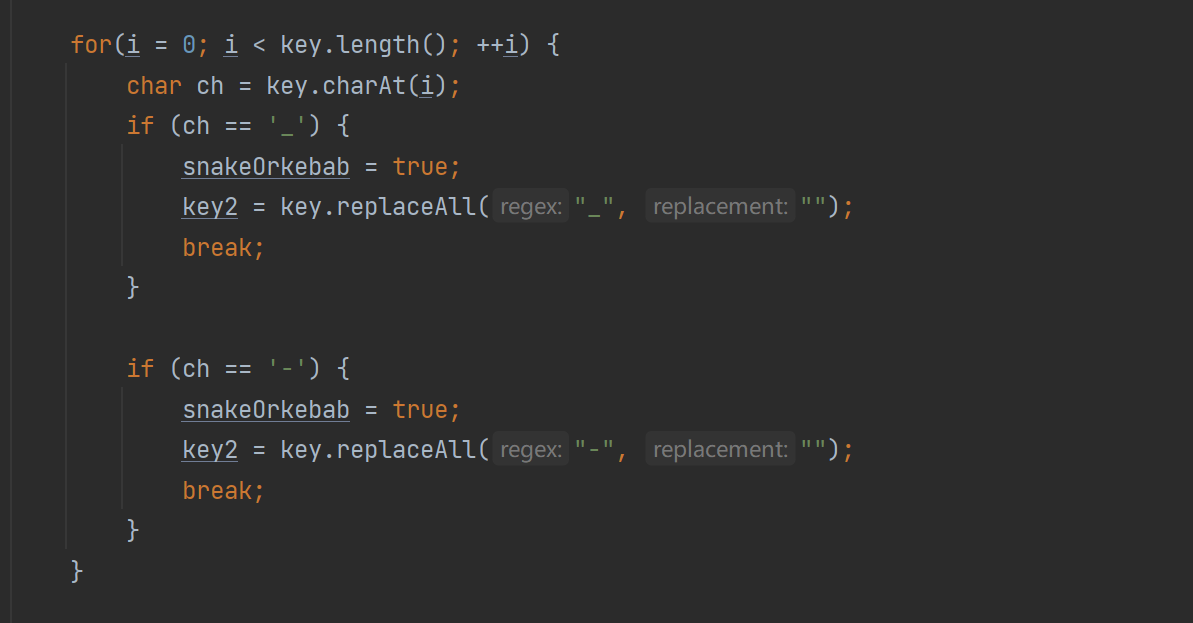 for(i = 0; i < key.length(); ++i) {
char ch = key.charAt(i);
if (ch == '_') {
snakeOrkebab = true;
key2 = key.replaceAll( regex: "_", replacement: "");
break;
}
if (ch == '-') {
snakeOrkebab = true;
key2 = key.replaceAll( regex: "-", replacement: "");
break;
}
}